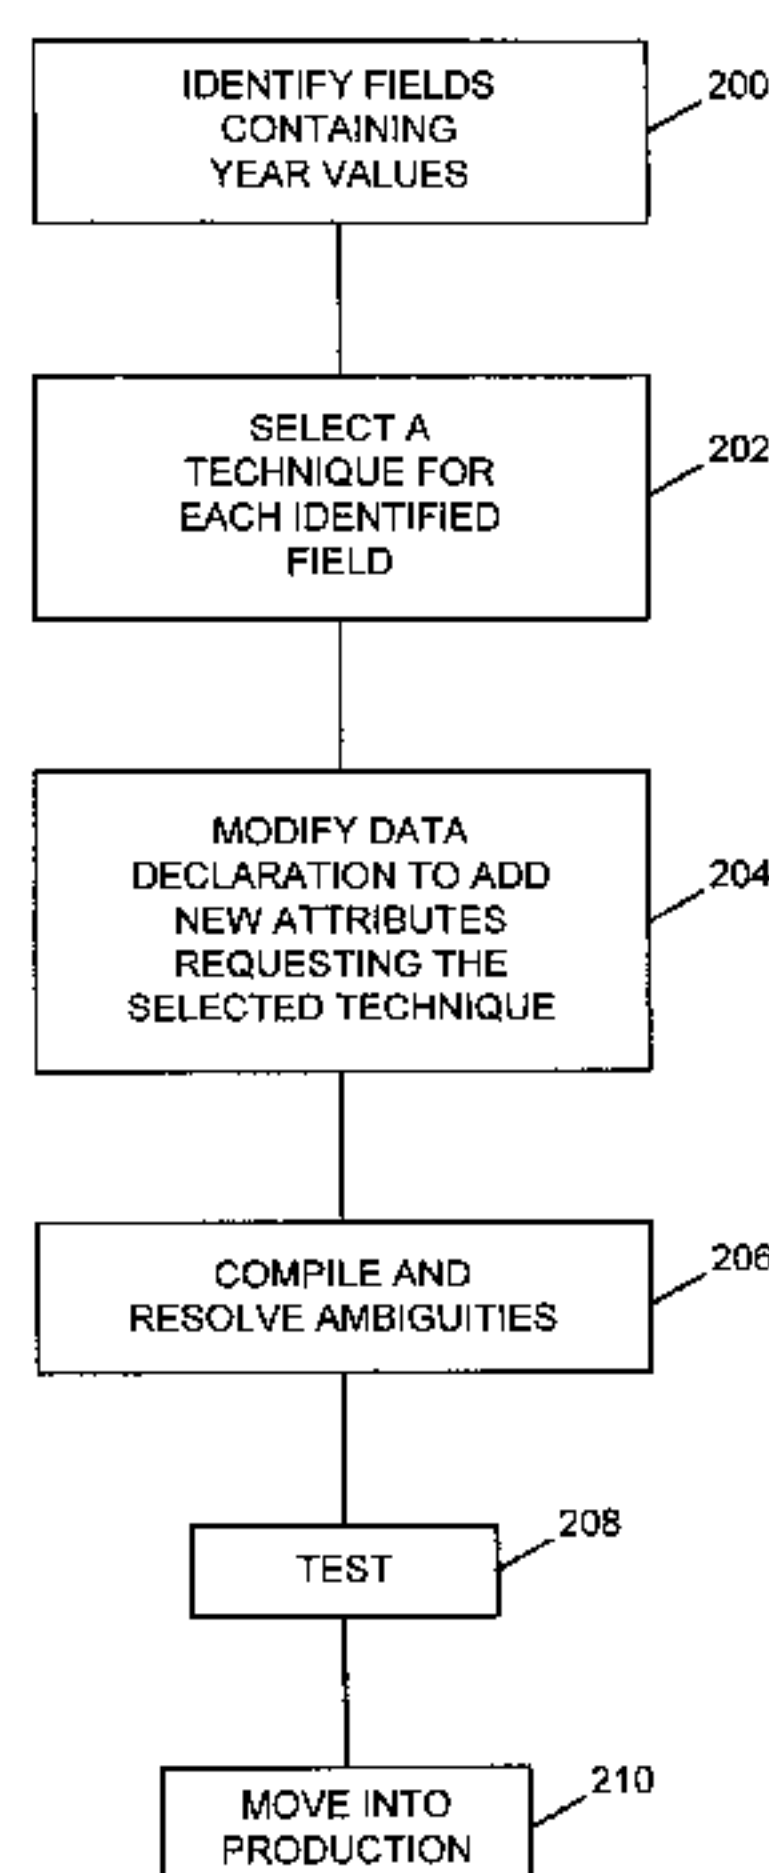 IDENTIFY FIELDS
CONTAINING
YEAR VALUES
200
SELECT A
TECHNIQUE FOR
EACH IDENTIFIED
FIELD
202
MODIFY DATA
DECLARATION TO ADD
NEW ATTRIBUTES
REQUESTING THE
SELECTED TECHNIQUE
204
COMPILE AND
RESOLVE AMBIGUITIES
206
TEST
208
MOVE INTO
PRODUCTION
210